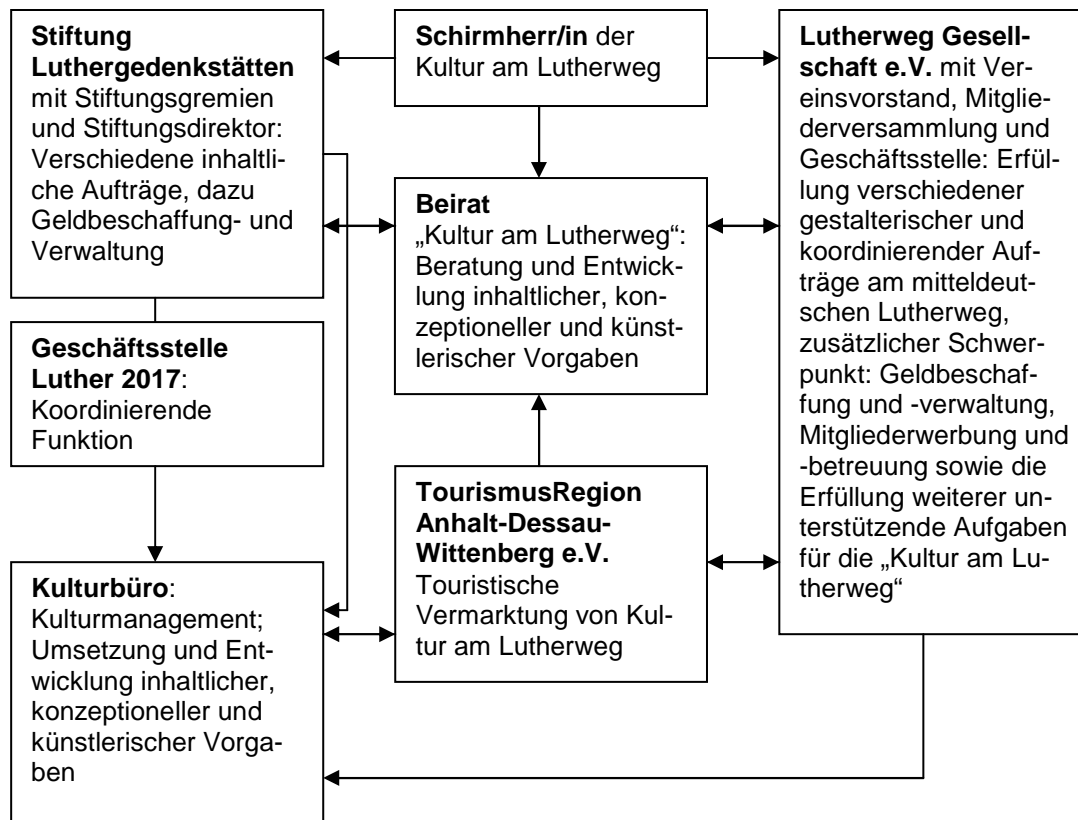 Stiftung
Luthergedenkstätten
mit Stiftungsgremien
und Stiftungsdirektor:
Verschiedene inhaltli-
che Aufträge, dazu
Geldbeschaffung- und
Verwaltung
Schirmherr/in der
Kultur am Lutherweg
Lutherweg Gesell-
schaft e.V. mit Ver-
einsvorstand, Mitglie-
derversammlung und
Geschäftsstelle: Erfül-
lung verschiedener
gestalterischer und
koordinierender Auf-
träge am mitteldeut-
schen Lutherweg,
zusätzlicher Schwer-
punkt: Geldbeschaf-
fung und -verwaltung,
Mitgliederwerbung und
-betreuung sowie die
Erfüllung weiterer un-
terstützende Aufgaben
für die „Kultur am Lu-
therweg“
Beirat
„Kultur am Lutherweg“:
Beratung und Entwick-
lung inhaltlicher, kon-
zeptioneller und künst-
lerischer Vorgaben
Geschäftsstelle
Luther 2017:
Koordinierende
Funktion
TourismusRegion
Anhalt-Dessau-
Wittenberg e.V.
Touristische
Vermarktung von Kul-
tur am Lutherweg
Kulturbüro:
Kulturmanagement;
Umsetzung und Ent-
wicklung inhaltlicher,
konzeptioneller und
künstlerischer Vorga-
ben